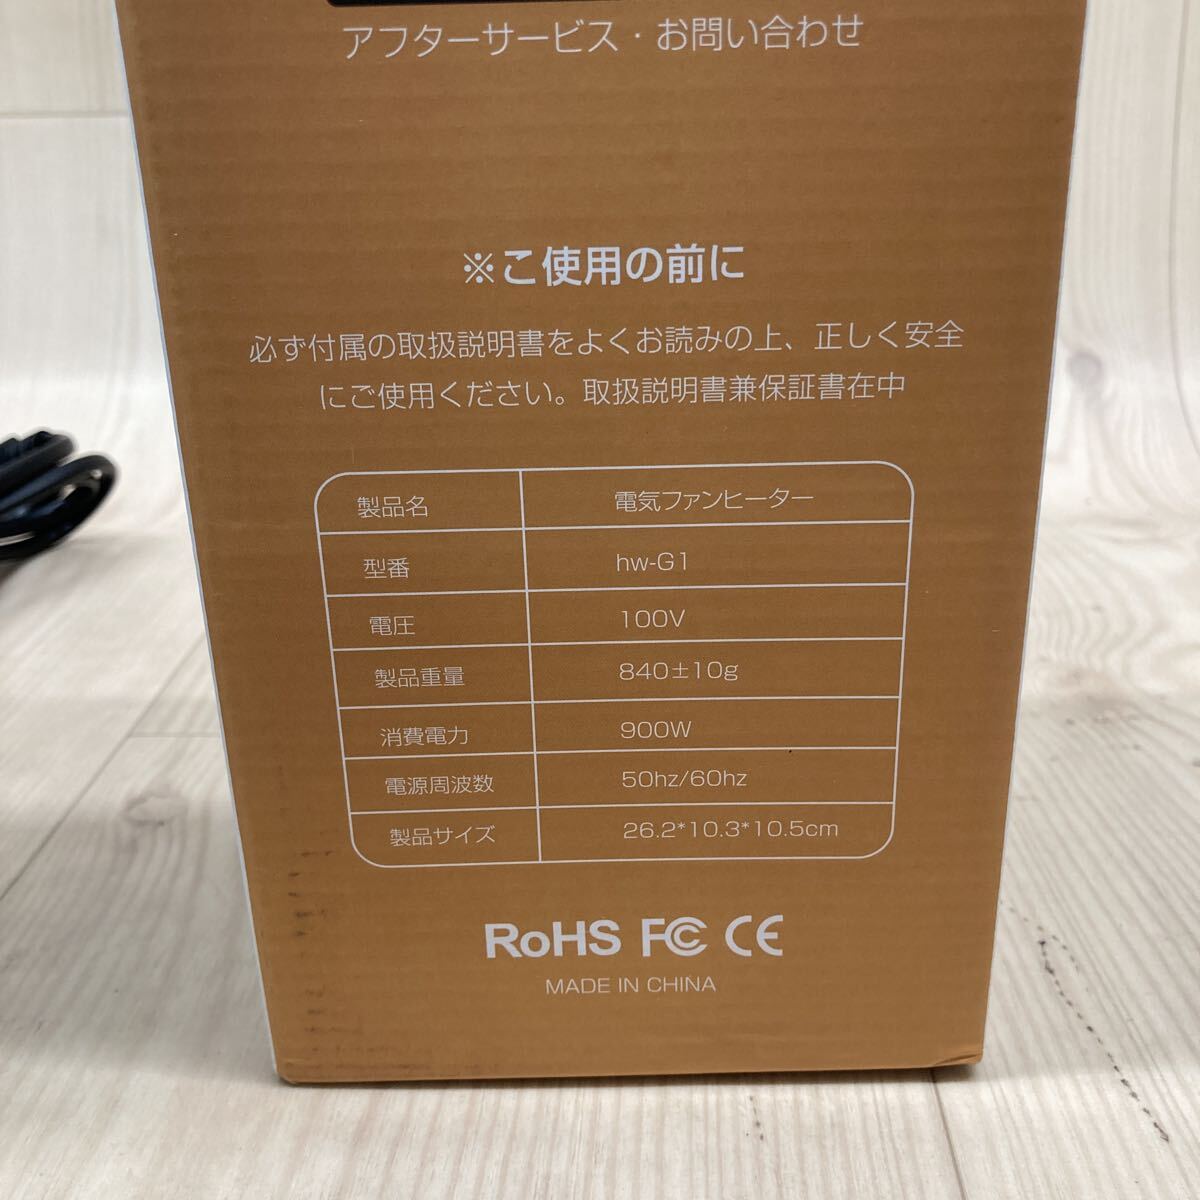 アフターサービス・お問い合わせ
※こ使用の前に
必ず付属の取扱説明書をよくお読みの上、正しく安全
にご使用ください。取扱説明書兼保証書在中
製品名 電気ファンヒーター
型番 hw-G1
電圧 100V
製品重量 840±10g
消費電力 900W
電源周波数 50hz/60hz
製品サイズ 26.2*10.3*10.5cm
RoHS FC CE
MADE IN CHINA